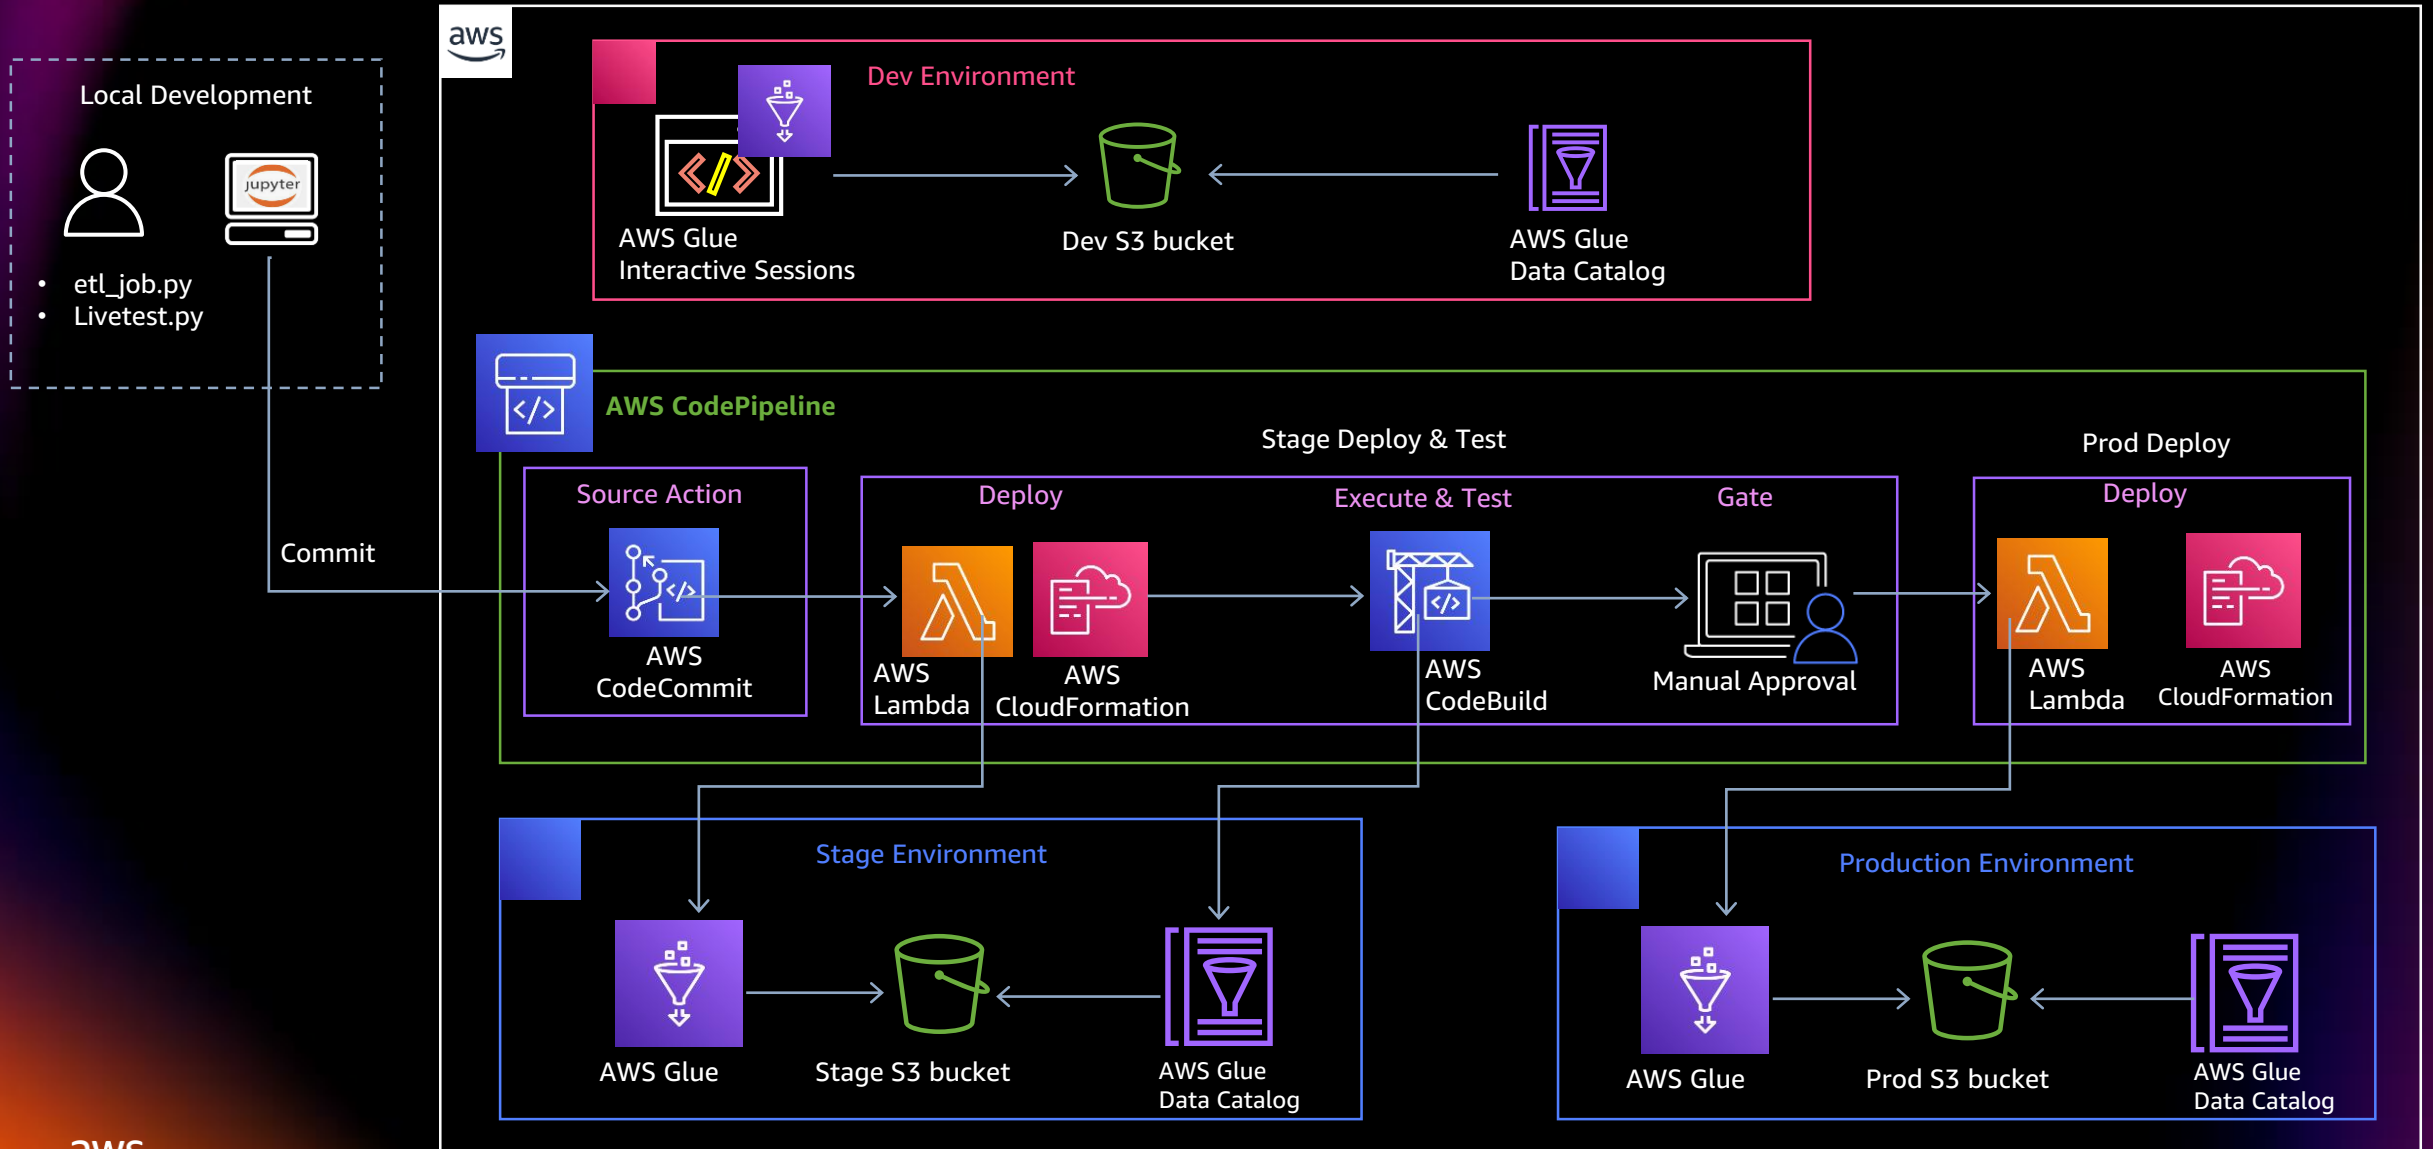 aws
Local Development
jupyter
• etl_job.py
• Livetest.py
Dev Environment
AWS Glue
Interactive Sessions
Dev S3 bucket
AWS Glue
Data Catalog
AWS CodePipeline
Stage Deploy & Test
Prod Deploy
Source Action
Deploy
Execute & Test
Gate
Deploy
Commit
AWS
CodeCommit
AWS
Lambda
AWS
CloudFormation
AWS
CodeBuild
Manual Approval
AWS
Lambda
AWS
CloudFormation
Stage Environment
AWS Glue
Stage S3 bucket
AWS Glue
Data Catalog
Production Environment
AWS Glue
Prod S3 bucket
AWS Glue
Data Catalog
aws